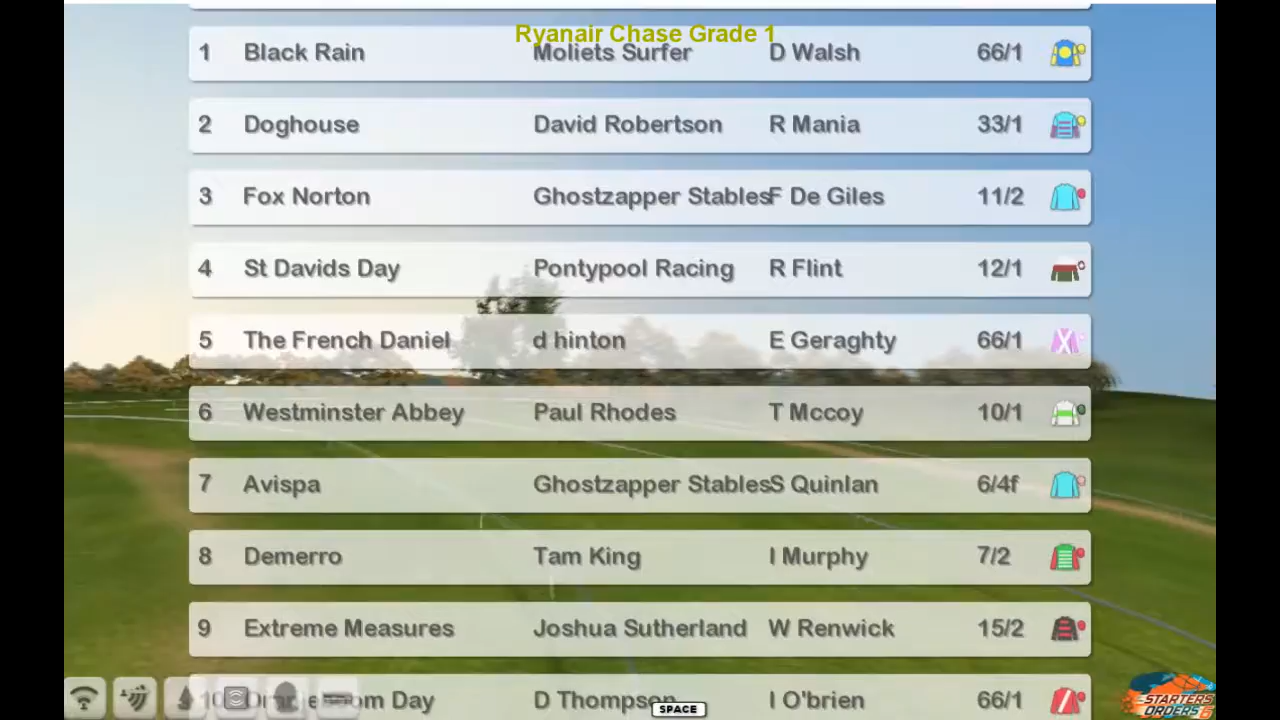 Ryanair Chase Grade 1
1 Black Rain Moliets Surfer D Walsh 66/1
2 Doghouse David Robertson R Mania 33/1
3 Fox Norton Ghostzapper Stables F De Giles 11/2
4 St Davids Day Pontypool Racing R Flint 12/1
5 The French Daniel d hinton E Geraghty 66/1
6 Westminster Abbey Paul Rhodes T Mccoy 10/1
7 Avispa Ghostzapper Stables S Quinlan 6/4f
8 Demerro Tam King I Murphy 7/2
9 Extreme Measures Joshua Sutherland W Renwick 15/2
10 Day D Thompson I O'brien 66/1
SPACE
STARTERS
ORDERS 6